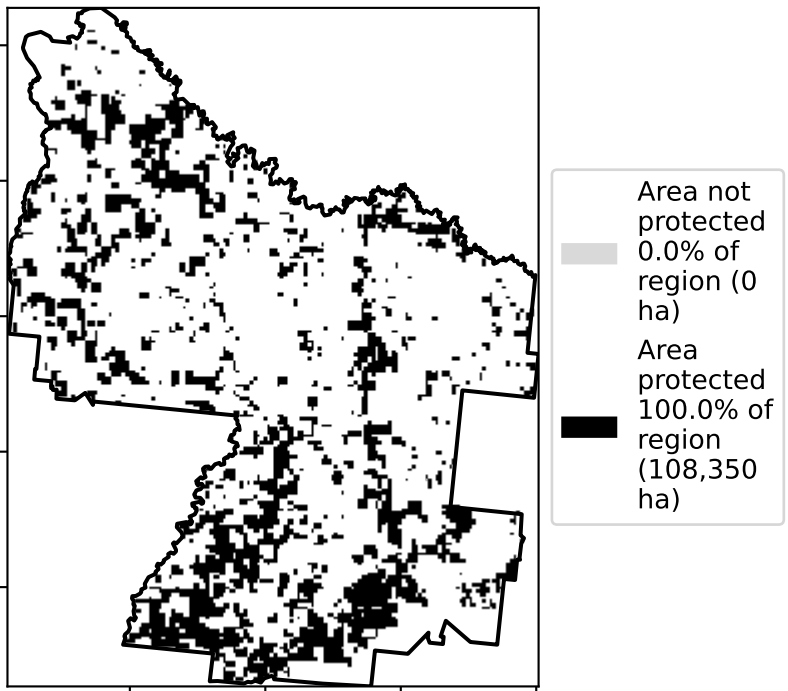 Area not
protected
0.0% of
region (0
ha)
Area
protected
100.0% of
region
(108,350
ha)